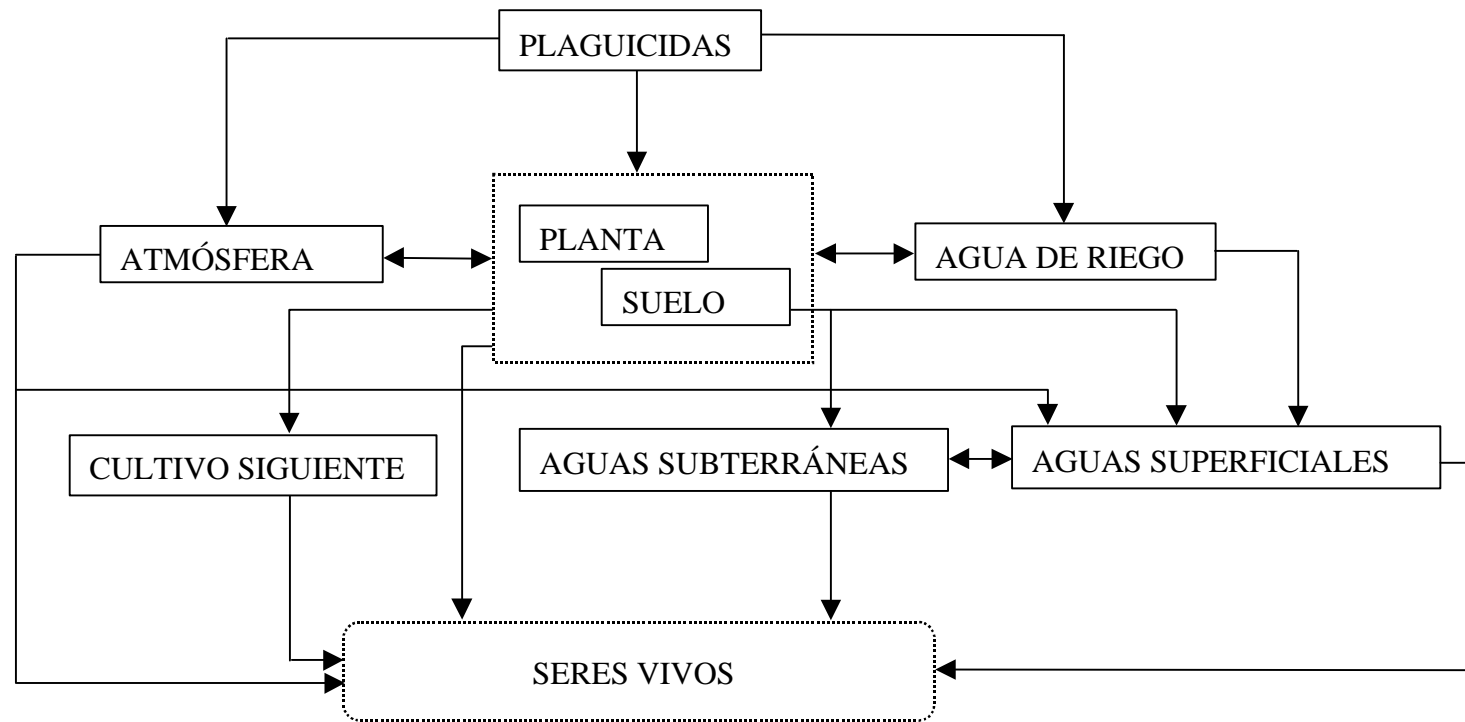 PLAGUICIDAS
PLANTA
ATMÓSFERA
AGUA DE RIEGO
SUELO
CULTIVO SIGUIENTE
AGUAS SUBTERRÁNEAS
AGUAS SUPERFICIALES
SERES VIVOS